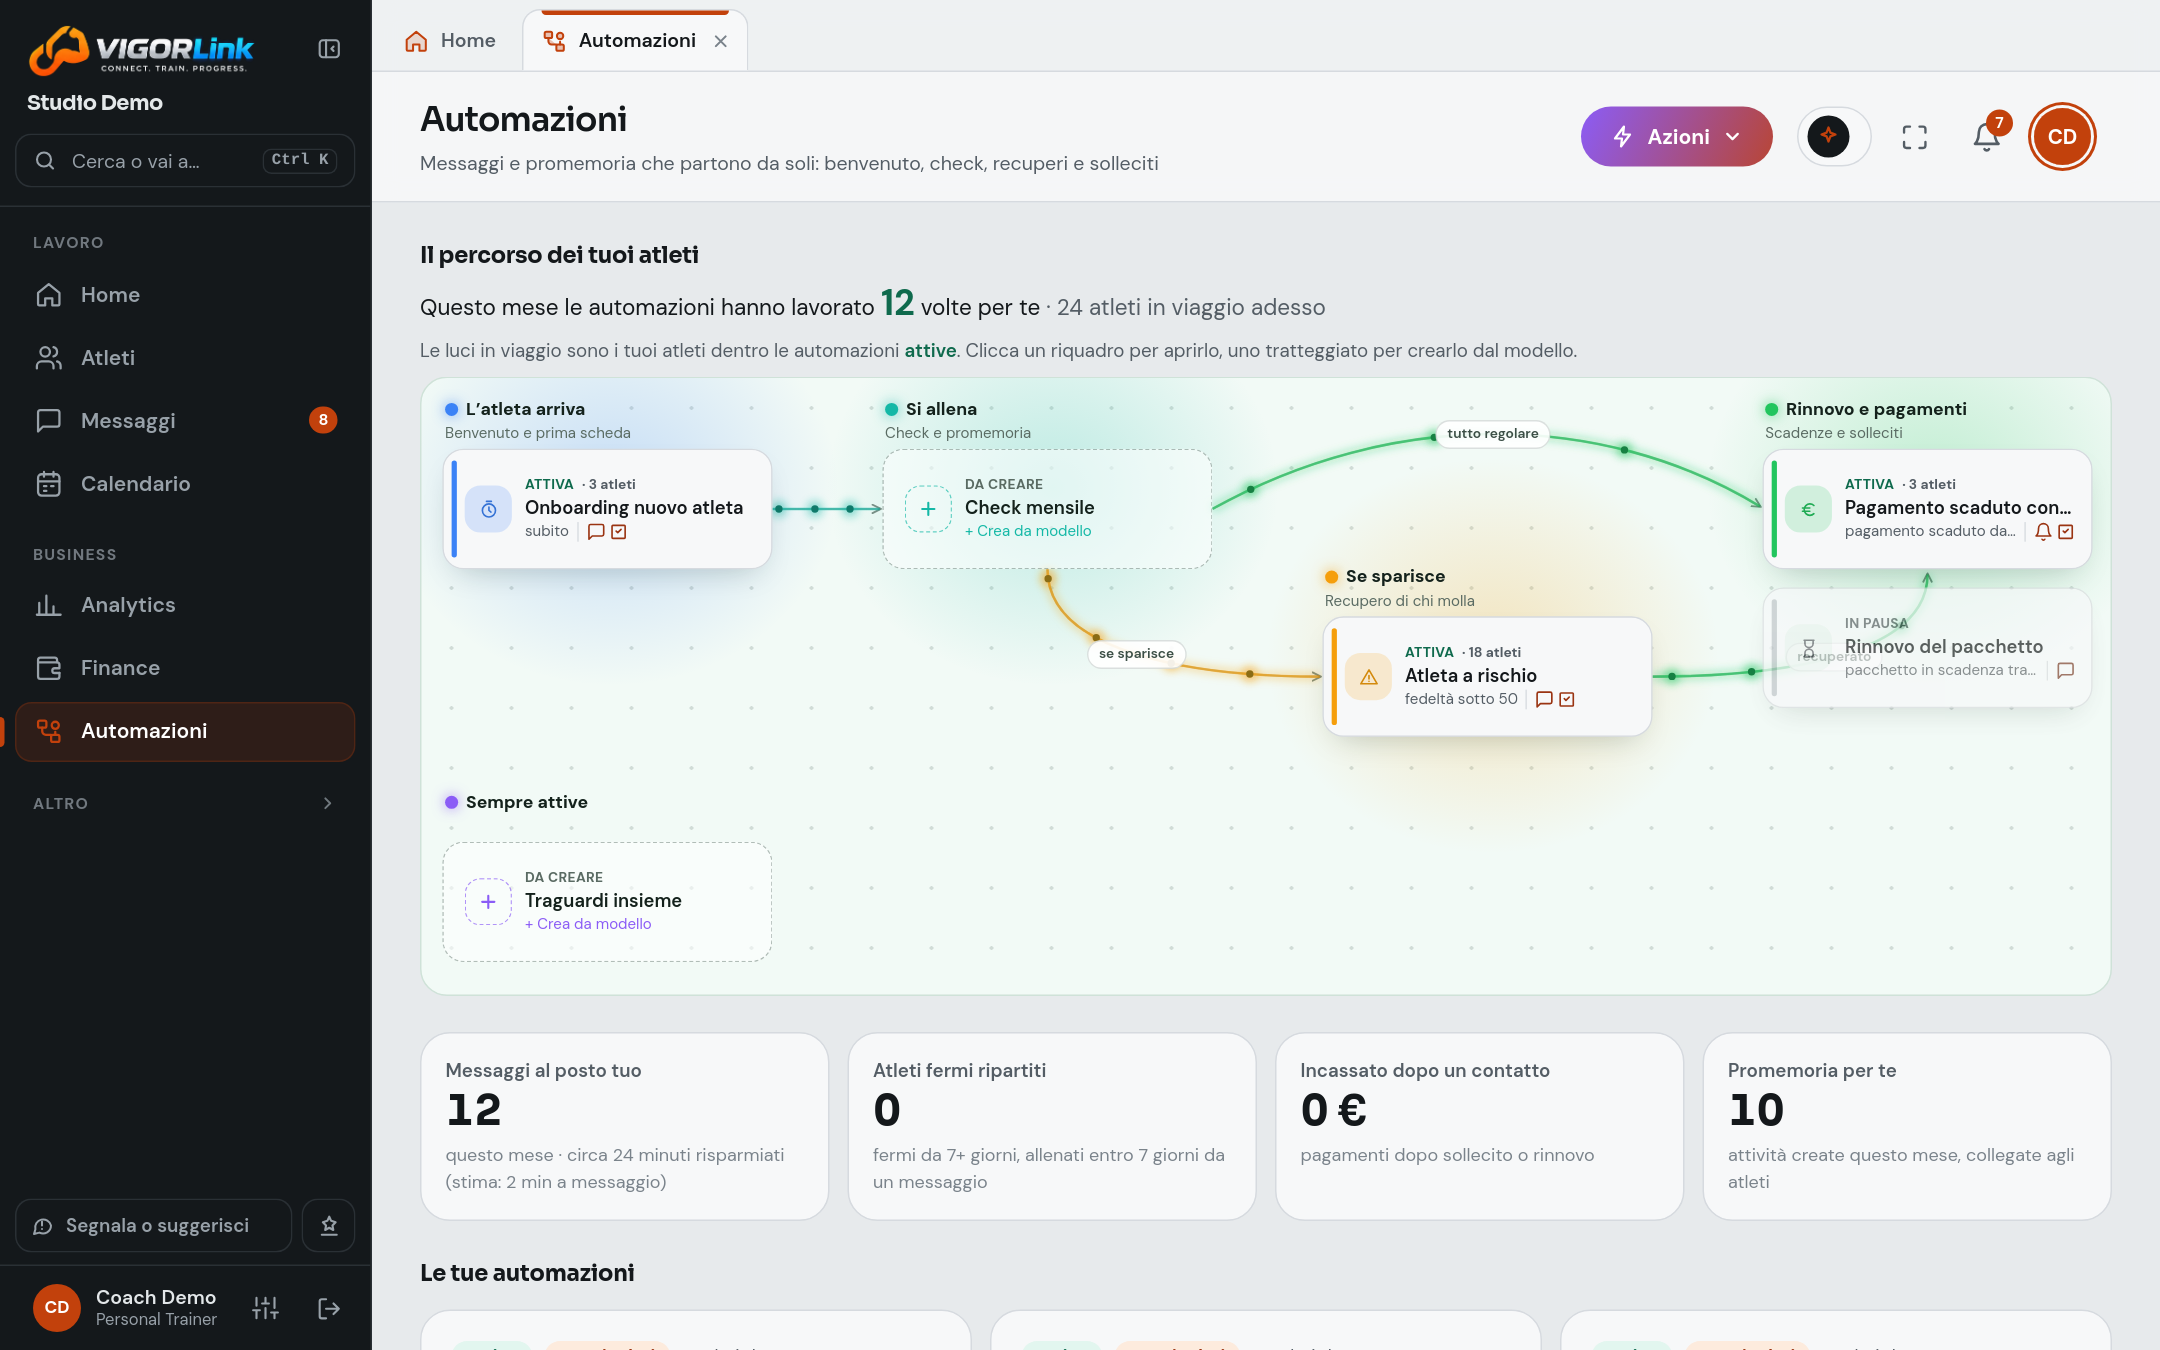 VIGORLink
CONNECT. TRAIN. PROGRESS.
Studio Demo
Cerca o vai a...
Ctrl K
LAVORO
Home
Atleti
Messaggi
8
Calendario
BUSINESS
Analytics
Finance
Automazioni
ALTRO
Segnala o suggerisci
CD
Coach Demo
Personal Trainer
Home
Automazioni
Automazioni
Messaggi e promemoria che partono da soli: benvenuto, check, recuperi e solleciti
Azioni
7
CD
Il percorso dei tuoi atleti
Questo mese le automazioni hanno lavorato 12 volte per te · 24 atleti in viaggio adesso
Le luci in viaggio sono i tuoi atleti dentro le automazioni attive. Clicca un riquadro per aprirlo, uno tratteggiato per crearlo dal modello.
L'atleta arriva
Benvenuto e prima scheda
ATTIVA · 3 atleti
Onboarding nuovo atleta
subito
Si allena
Check e promemoria
DA CREARE
Check mensile
+ Crea da modello
tutto regolare
se sparisce
Se sparisce
Recupero di chi molla
ATTIVA · 18 atleti
Atleta a rischio
fedeltà sotto 50
Rinnovo e pagamenti
Scadenze e solleciti
ATTIVA · 3 atleti
Pagamento scaduto con...
pagamento scaduto da...
IN PAUSA
Rinnovo del pacchetto
recuperato
pacchetto in scadenza tra...
Sempre attive
DA CREARE
Traguardi insieme
+ Crea da modello
Messaggi al posto tuo
12
questo mese · circa 24 minuti risparmiati
(stima: 2 min a messaggio)
Atleti fermi ripartiti
0
fermi da 7+ giorni, allenati entro 7 giorni da
un messaggio
Incassato dopo un contatto
0 €
pagamenti dopo sollecito o rinnovo
Promemoria per te
10
attività create questo mese, collegate agli
atleti
Le tue automazioni